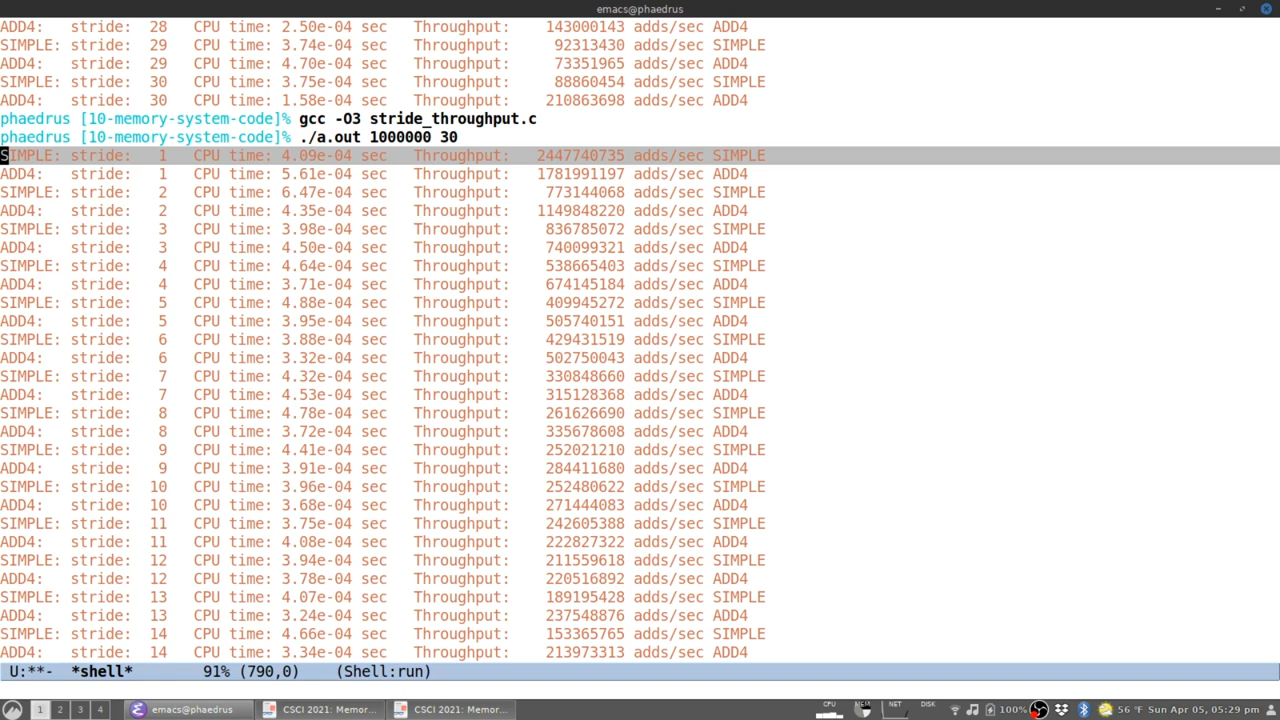 emacs@phaedrus
ADD4:   stride:  28   CPU time: 2.50e-04 sec   Throughput:    143000143 adds/sec ADD4
SIMPLE: stride:  29   CPU time: 3.74e-04 sec   Throughput:     92313430 adds/sec SIMPLE
ADD4:   stride:  29   CPU time: 4.70e-04 sec   Throughput:     73351965 adds/sec ADD4
SIMPLE: stride:  30   CPU time: 3.75e-04 sec   Throughput:     88860454 adds/sec SIMPLE
ADD4:   stride:  30   CPU time: 1.58e-04 sec   Throughput:    210863698 adds/sec ADD4
phaedrus [10-memory-system-code]% gcc -O3 stride_throughput.c
phaedrus [10-memory-system-code]% ./a.out 1000000 30
SIMPLE: stride:   1   CPU time: 4.09e-04 sec   Throughput:   2447740735 adds/sec SIMPLE
ADD4:   stride:   1   CPU time: 5.61e-04 sec   Throughput:   1781991197 adds/sec ADD4
SIMPLE: stride:   2   CPU time: 6.47e-04 sec   Throughput:    773144068 adds/sec SIMPLE
ADD4:   stride:   2   CPU time: 4.35e-04 sec   Throughput:   1149848220 adds/sec ADD4
SIMPLE: stride:   3   CPU time: 3.98e-04 sec   Throughput:    836785072 adds/sec SIMPLE
ADD4:   stride:   3   CPU time: 4.50e-04 sec   Throughput:    740099321 adds/sec ADD4
SIMPLE: stride:   4   CPU time: 4.64e-04 sec   Throughput:    538665403 adds/sec SIMPLE
ADD4:   stride:   4   CPU time: 3.71e-04 sec   Throughput:    674145184 adds/sec ADD4
SIMPLE: stride:   5   CPU time: 4.88e-04 sec   Throughput:    409945272 adds/sec SIMPLE
ADD4:   stride:   5   CPU time: 3.95e-04 sec   Throughput:    505740151 adds/sec ADD4
SIMPLE: stride:   6   CPU time: 3.88e-04 sec   Throughput:    429431519 adds/sec SIMPLE
ADD4:   stride:   6   CPU time: 3.32e-04 sec   Throughput:    502750043 adds/sec ADD4
SIMPLE: stride:   7   CPU time: 4.32e-04 sec   Throughput:    330848660 adds/sec SIMPLE
ADD4:   stride:   7   CPU time: 4.53e-04 sec   Throughput:    315128368 adds/sec ADD4
SIMPLE: stride:   8   CPU time: 4.78e-04 sec   Throughput:    261626690 adds/sec SIMPLE
ADD4:   stride:   8   CPU time: 3.72e-04 sec   Throughput:    335678608 adds/sec ADD4
SIMPLE: stride:   9   CPU time: 4.41e-04 sec   Throughput:    252021210 adds/sec SIMPLE
ADD4:   stride:   9   CPU time: 3.91e-04 sec   Throughput:    284411680 adds/sec ADD4
SIMPLE: stride:  10   CPU time: 3.96e-04 sec   Throughput:    252480622 adds/sec SIMPLE
ADD4:   stride:  10   CPU time: 3.68e-04 sec   Throughput:    271444083 adds/sec ADD4
SIMPLE: stride:  11   CPU time: 3.75e-04 sec   Throughput:    242605388 adds/sec SIMPLE
ADD4:   stride:  11   CPU time: 4.08e-04 sec   Throughput:    222827322 adds/sec ADD4
SIMPLE: stride:  12   CPU time: 3.94e-04 sec   Throughput:    211559618 adds/sec SIMPLE
ADD4:   stride:  12   CPU time: 3.78e-04 sec   Throughput:    220516892 adds/sec ADD4
SIMPLE: stride:  13   CPU time: 4.07e-04 sec   Throughput:    189195428 adds/sec SIMPLE
ADD4:   stride:  13   CPU time: 3.24e-04 sec   Throughput:    237548876 adds/sec ADD4
SIMPLE: stride:  14   CPU time: 4.66e-04 sec   Throughput:    153365765 adds/sec SIMPLE
ADD4:   stride:  14   CPU time: 3.34e-04 sec   Throughput:    213973313 adds/sec ADD4
U:**-  *shell*        91% (790,0)    (Shell:run)
1 2 3 4 emacs@phaedrus CSCI 2021: Memor... CSCI 2021: Memor... CPU MEM NET DISK 100% 56 °F Sun Apr 05, 05:29 pm